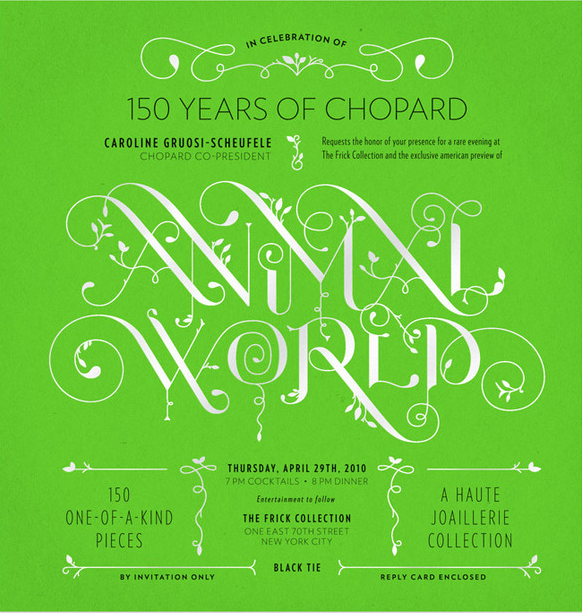 IN CELEBRATION OF
150 YEARS OF CHOPARD
CAROLINE GRUOSI-SCHEUFELE
CHOPARD CO-PRESIDENT
Requests the honor of your presence for a rare evening at
The Frick Collection and the exclusive american preview of
ANIMAL
WORLD
150
ONE-OF-A-KIND
PIECES
THURSDAY, APRIL 29TH, 2010
7 PM COCKTAILS • 8 PM DINNER
Entertainment to follow
THE FRICK COLLECTION
ONE EAST 70TH STREET
NEW YORK CITY
A HAUTE
JOAILLERIE
COLLECTION
BY INVITATION ONLY
BLACK TIE
REPLY CARD ENCLOSED